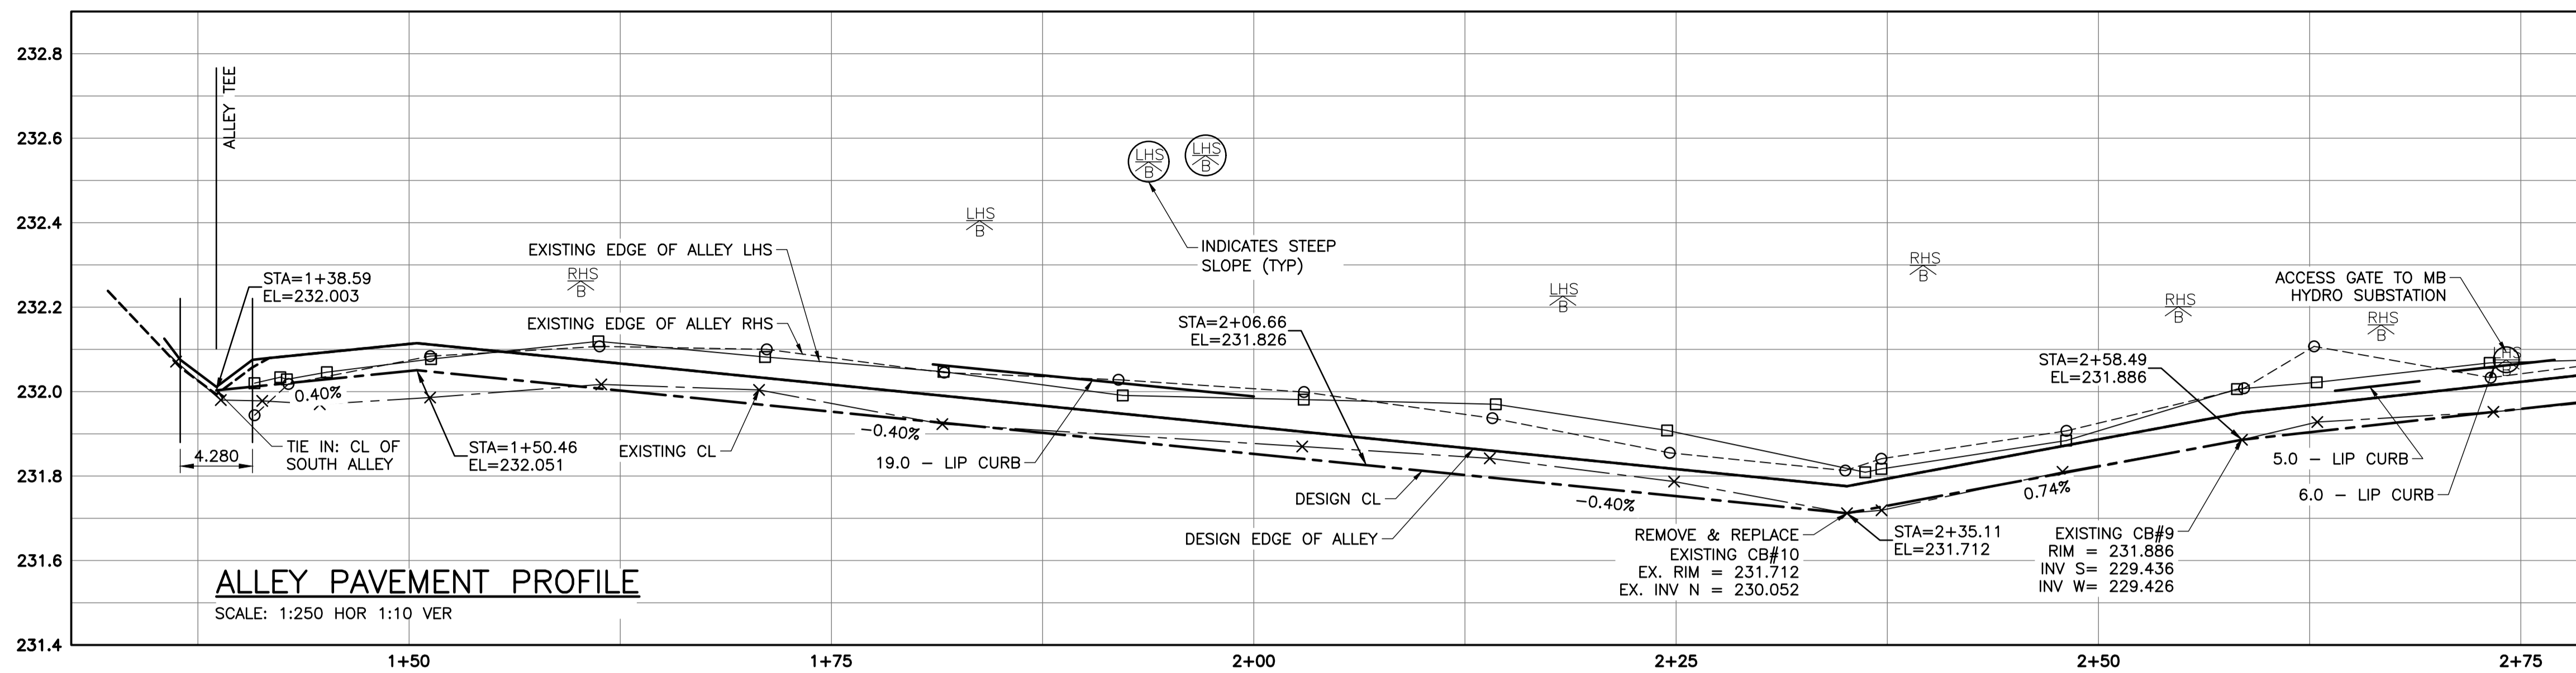 232.8
232.6
232.4
232.2
232.0
231.8
231.6
231.4
ALLEY TEE
STA=1+38.59
EL=232.003
4.280
0.40%
TIE IN: CL OF
SOUTH ALLEY
STA=1+50.46
EL=232.051
RHS
B
EXISTING EDGE OF ALLEY LHS
EXISTING EDGE OF ALLEY RHS
EXISTING CL
-0.40%
LHS
B
19.0 - LIP CURB
LHS
B
LHS
B
INDICATES STEEP
SLOPE (TYP)
STA=2+06.66
EL=231.826
DESIGN CL
DESIGN EDGE OF ALLEY
LHS
B
-0.40%
REMOVE & REPLACE
EXISTING CB#10
EX. RIM = 231.712
EX. INV N = 230.052
RHS
B
STA=2+35.11
EL=231.712
0.74%
STA=2+58.49
EL=231.886
EXISTING CB#9
RIM = 231.886
INV S= 229.436
INV W= 229.426
RHS
B
RHS
B
ACCESS GATE TO MB
HYDRO SUBSTATION
LHS
B
5.0 - LIP CURB
6.0 - LIP CURB
ALLEY PAVEMENT PROFILE
SCALE: 1:250 HOR 1:10 VER
1+50
1+75
2+00
2+25
2+50
2+75